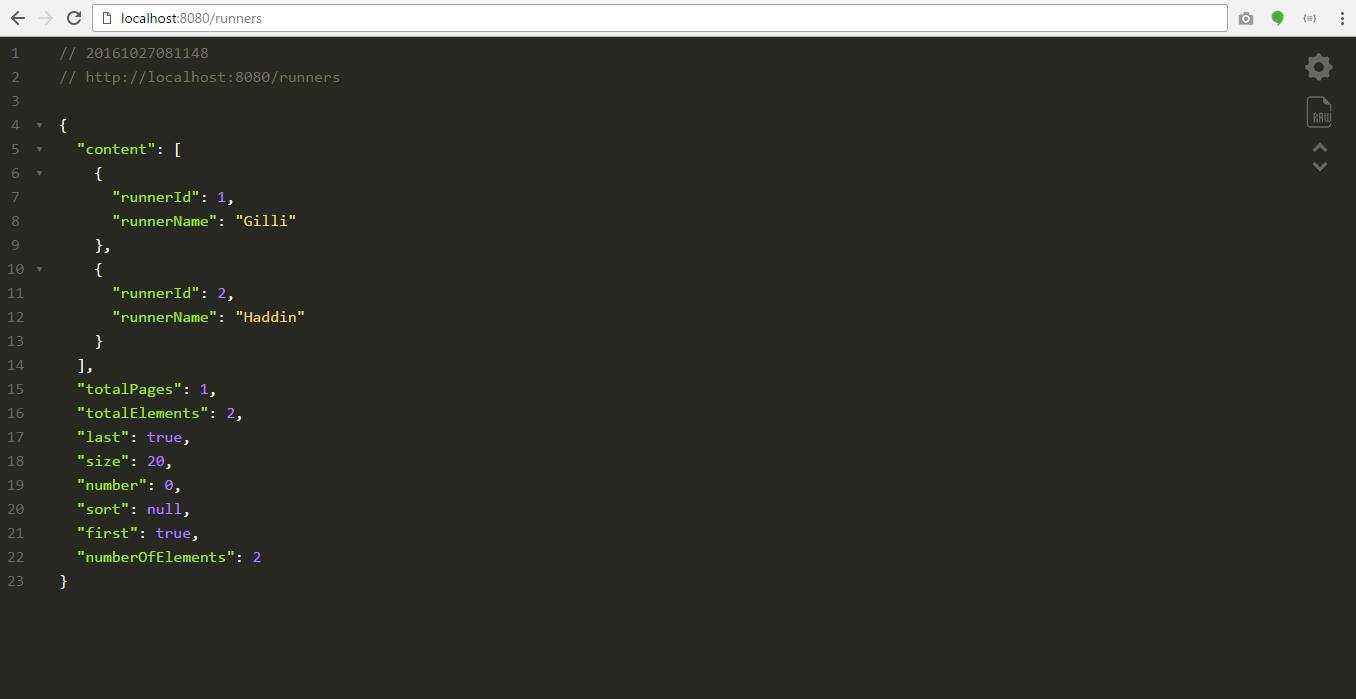 localhost:8080/runners
1 // 20161027081148
2 // http://localhost:8080/runners
3
4 {
5 "content": [
6 {
7 "runnerId": 1,
8 "runnerName": "Gilli"
9 },
10 {
11 "runnerId": 2,
12 "runnerName": "Haddin"
13 }
14 ],
15 "totalPages": 1,
16 "totalElements": 2,
17 "last": true,
18 "size": 20,
19 "number": 0,
20 "sort": null,
21 "first": true,
22 "numberOfElements": 2
23 }
RAW